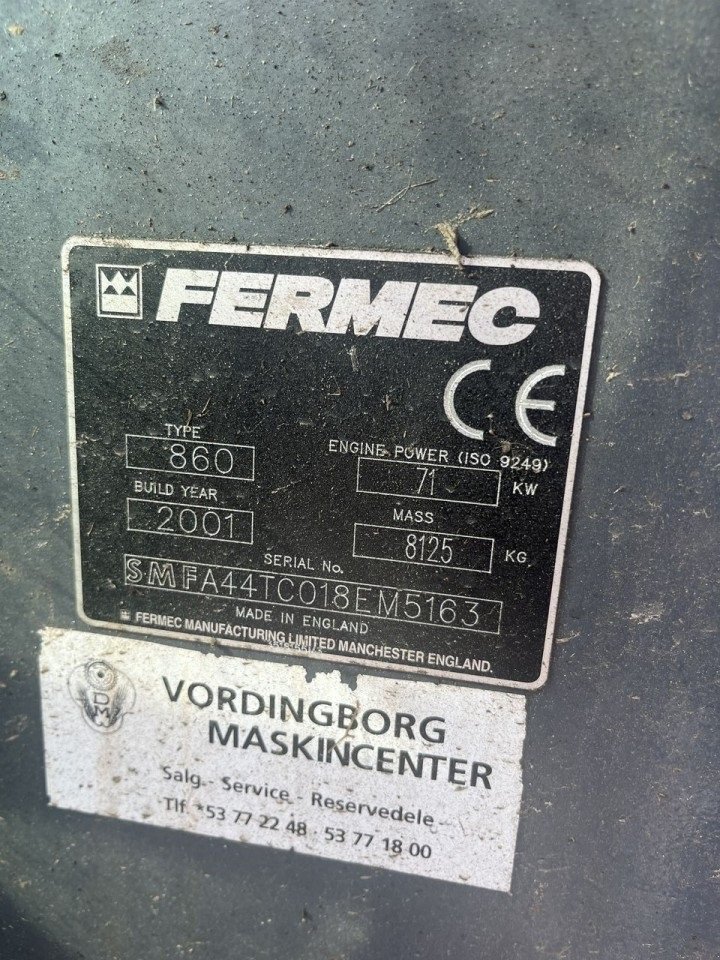 FERMEC
CE
TYPE
860
ENGINE POWER (ISO 9249)
71 KW
BUILD YEAR
2001
MASS
8125 KG
SERIAL No.
SMFA44TC018EM5163
MADE IN ENGLAND
FERMEC MANUFACTURING LIMITED MANCHESTER ENGLAND.
DM
VORDINGBORG
MASKINCENTER
Salg - Service - Reservedele
Tlf. *53 77 22 48 · 53 77 18 00